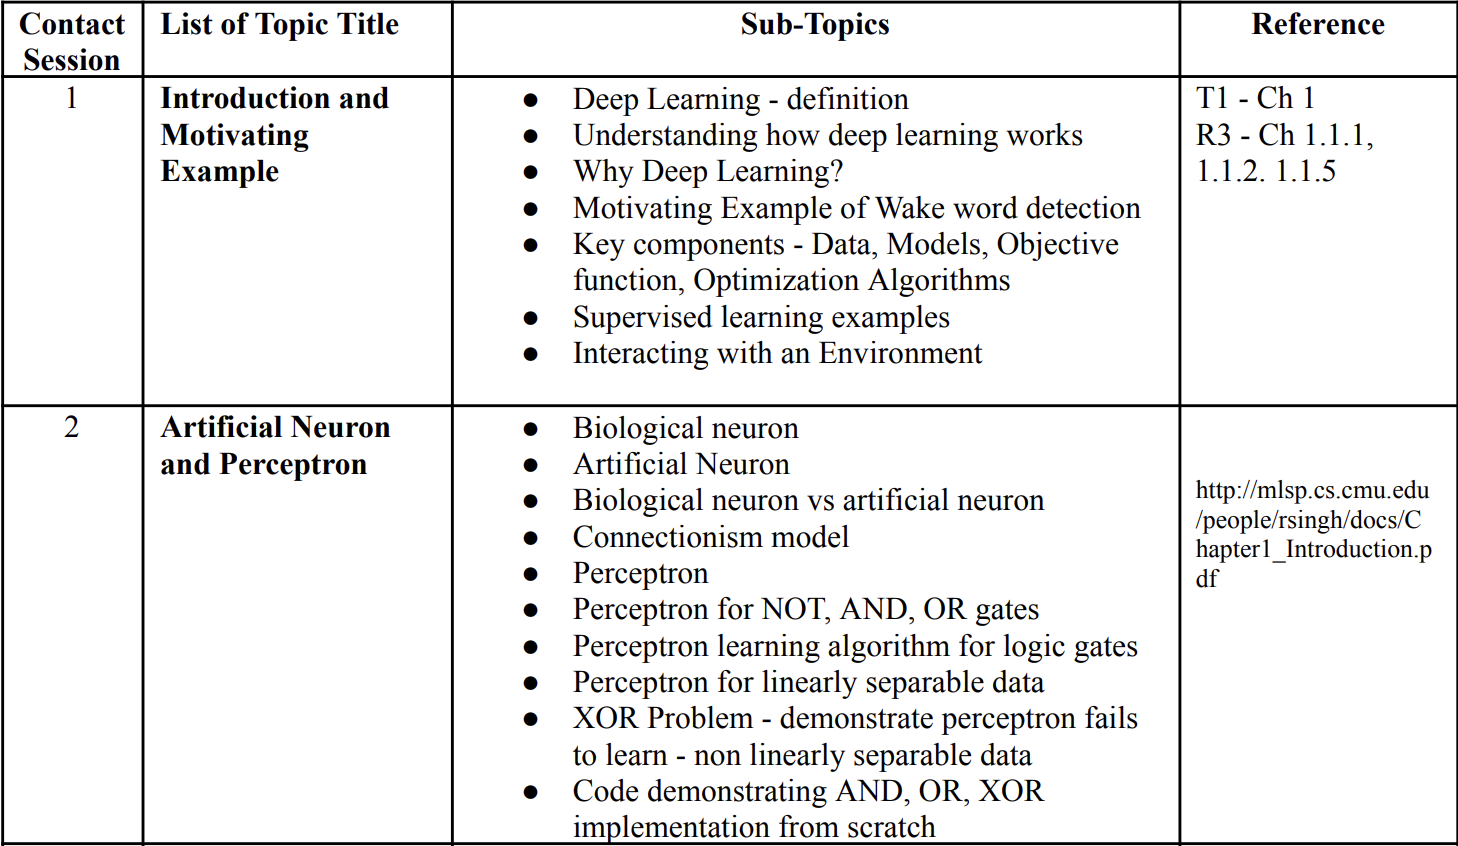 Contact Session
List of Topic Title
Sub-Topics
Reference
1
Introduction and
Motivating
Example
● Deep Learning - definition
● Understanding how deep learning works
● Why Deep Learning?
● Motivating Example of Wake word detection
● Key components - Data, Models, Objective
function, Optimization Algorithms
● Supervised learning examples
● Interacting with an Environment
T1 - Ch 1
R3 - Ch 1.1.1,
1.1.2. 1.1.5
2
Artificial Neuron
and Perceptron
● Biological neuron
● Artificial Neuron
● Biological neuron vs artificial neuron
● Connectionism model
● Perceptron
● Perceptron for NOT, AND, OR gates
● Perceptron learning algorithm for logic gates
● Perceptron for linearly separable data
● XOR Problem - demonstrate perceptron fails
to learn - non linearly separable data
● Code demonstrating AND, OR, XOR
implementation from scratch
http://mlsp.cs.cmu.edu
/people/rsingh/docs/C
hapter1_Introduction.p
df